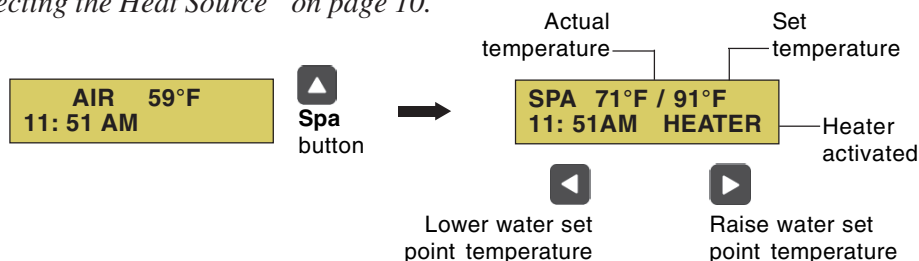 ecting the Heat Source" on page 10.
Actual
temperature
Set
temperature
AIR 59°F
11: 51 AM
Spa
button
SPA 71°F / 91°F
11: 51AM HEATER
Heater
activated
Lower water set
point temperature
Raise water set
point temperature